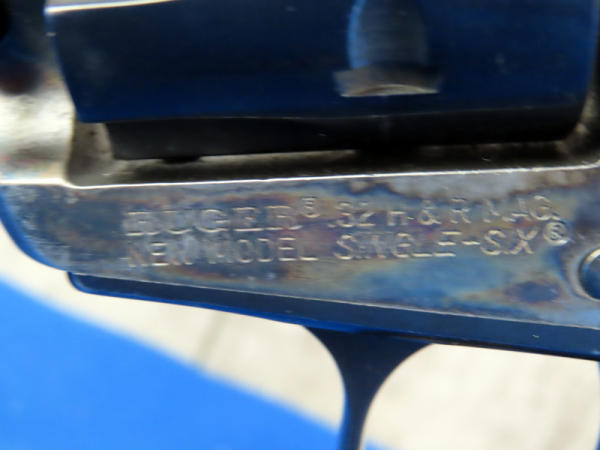 RUGER® .32 H & R MAG.
NEW MODEL SINGLE-SIX®